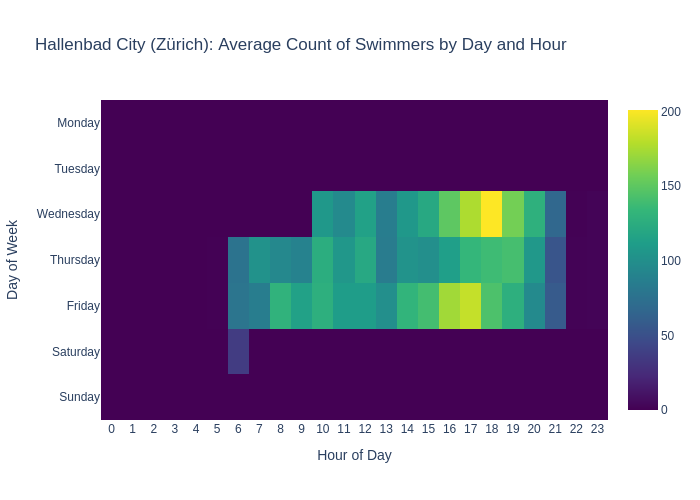 Hallenbad City (Zürich): Average Count of Swimmers by Day and Hour
Day of Week
Monday
Tuesday
Wednesday
Thursday
Friday
Saturday
Sunday
0 1 2 3 4 5 6 7 8 9 10 11 12 13 14 15 16 17 18 19 20 21 22 23
Hour of Day
200
150
100
50
0